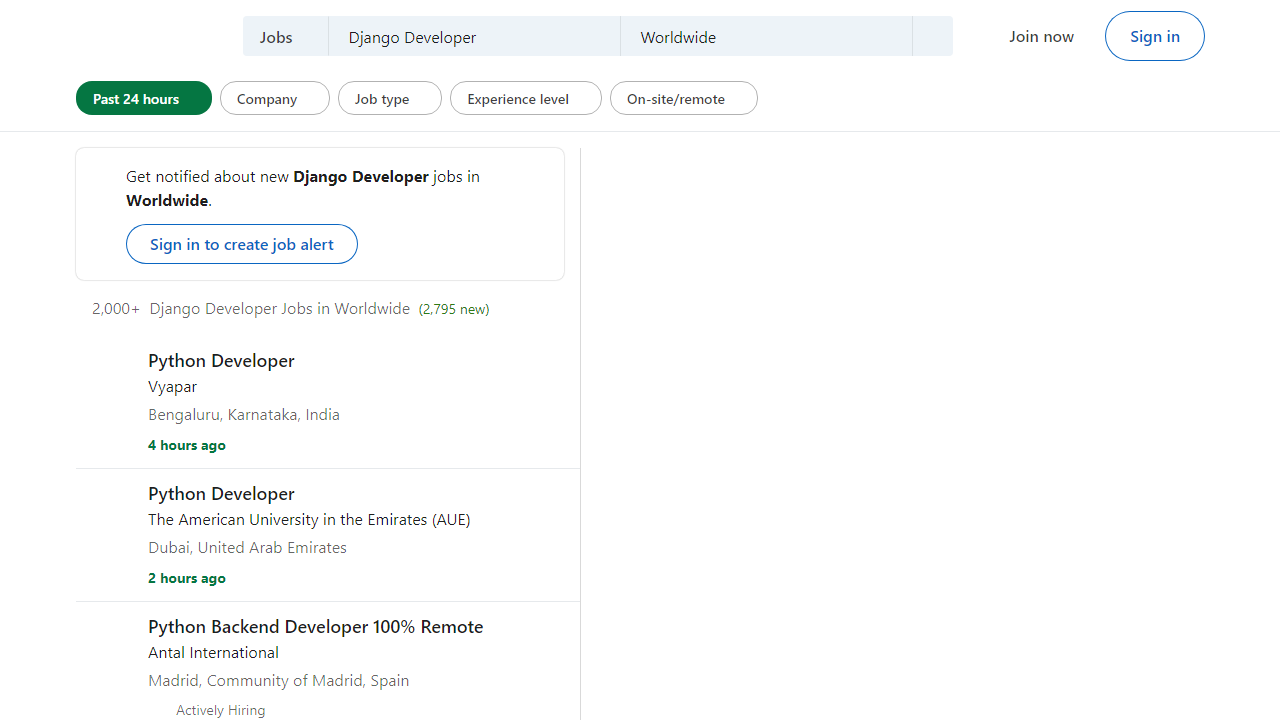 Jobs
Django Developer
Worldwide
Join now
Sign in
Past 24 hours
Company
Job type
Experience level
On-site/remote
Get notified about new Django Developer jobs in
Worldwide.
Sign in to create job alert
2,000+ Django Developer Jobs in Worldwide (2,795 new)
Python Developer
Vyapar
Bengaluru, Karnataka, India
4 hours ago
Python Developer
The American University in the Emirates (AUE)
Dubai, United Arab Emirates
2 hours ago
Python Backend Developer 100% Remote
Antal International
Madrid, Community of Madrid, Spain
Actively Hiring